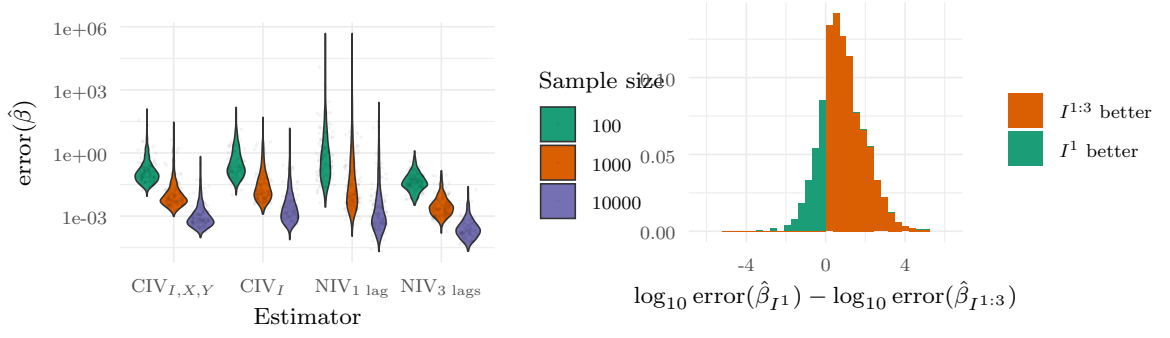 error(β̂)
1e+06
1e+03
1e+00
1e−03
CIV_{I,X,Y}
CIV_I
NIV_{1 lag}
NIV_{3 lags}
Estimator
Sample size
100
1000
10000
0.10
0.05
0.00
-4
0
4
log₁₀ error(β̂_{I¹}) − log₁₀ error(β̂_{I^{1:3}})
I^{1:3} better
I¹ better